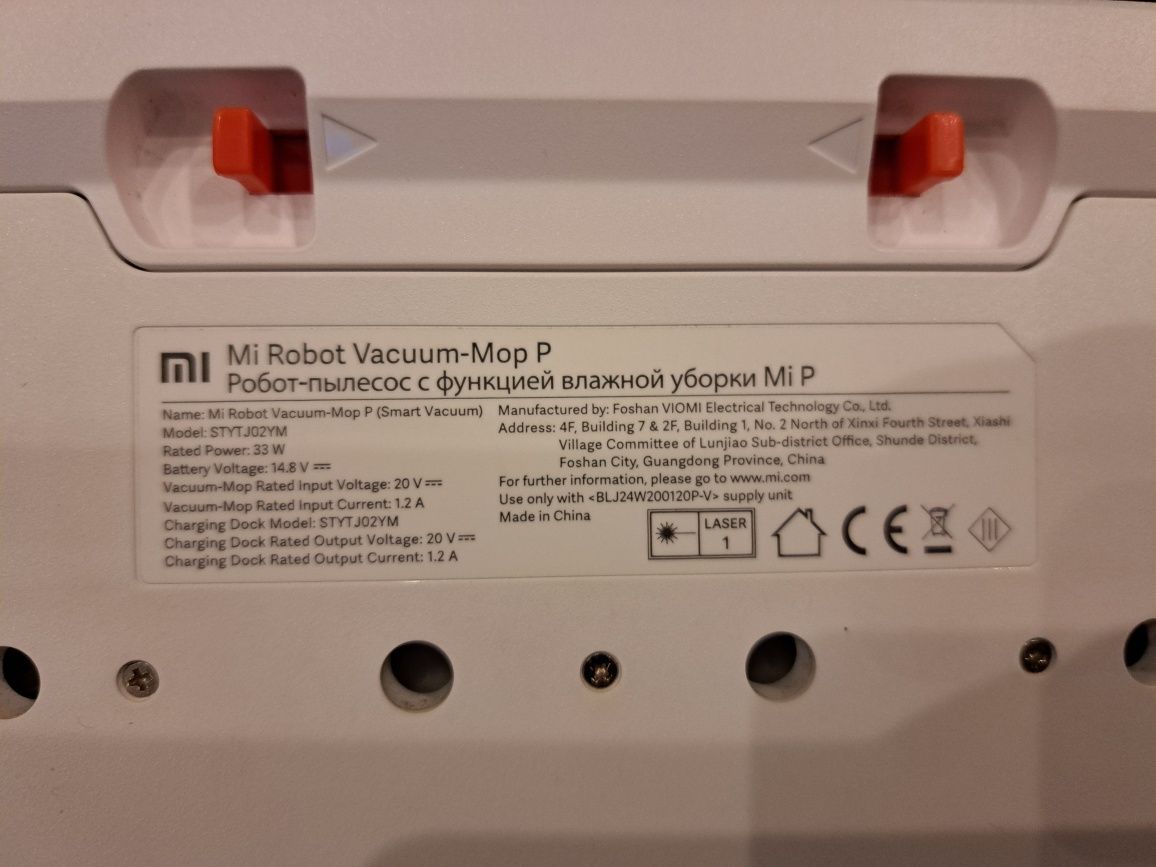 mi
Mi Robot Vacuum-Mop P
Робот-пылесос с функцией влажной уборки Mi P
Name: Mi Robot Vacuum-Mop P (Smart Vacuum)
Model: STYTJ02YM
Rated Power: 33 W
Battery Voltage: 14.8 V ⎓
Vacuum-Mop Rated Input Voltage: 20 V ⎓
Vacuum-Mop Rated Input Current: 1.2 A
Charging Dock Model: STYTJ02YM
Charging Dock Rated Output Voltage: 20 V ⎓
Charging Dock Rated Output Current: 1.2 A
Manufactured by: Foshan VIOMI Electrical Technology Co., Ltd.
Address: 4F, Building 7 & 2F, Building 1, No. 2 North of Xinxi Fourth Street, Xiashi
Village Committee of Lunjiao Sub-district Office, Shunde District,
Foshan City, Guangdong Province, China
For further information, please go to www.mi.com
Use only with <BLJ24W200120P-V> supply unit
Made in China
LASER
1
CE